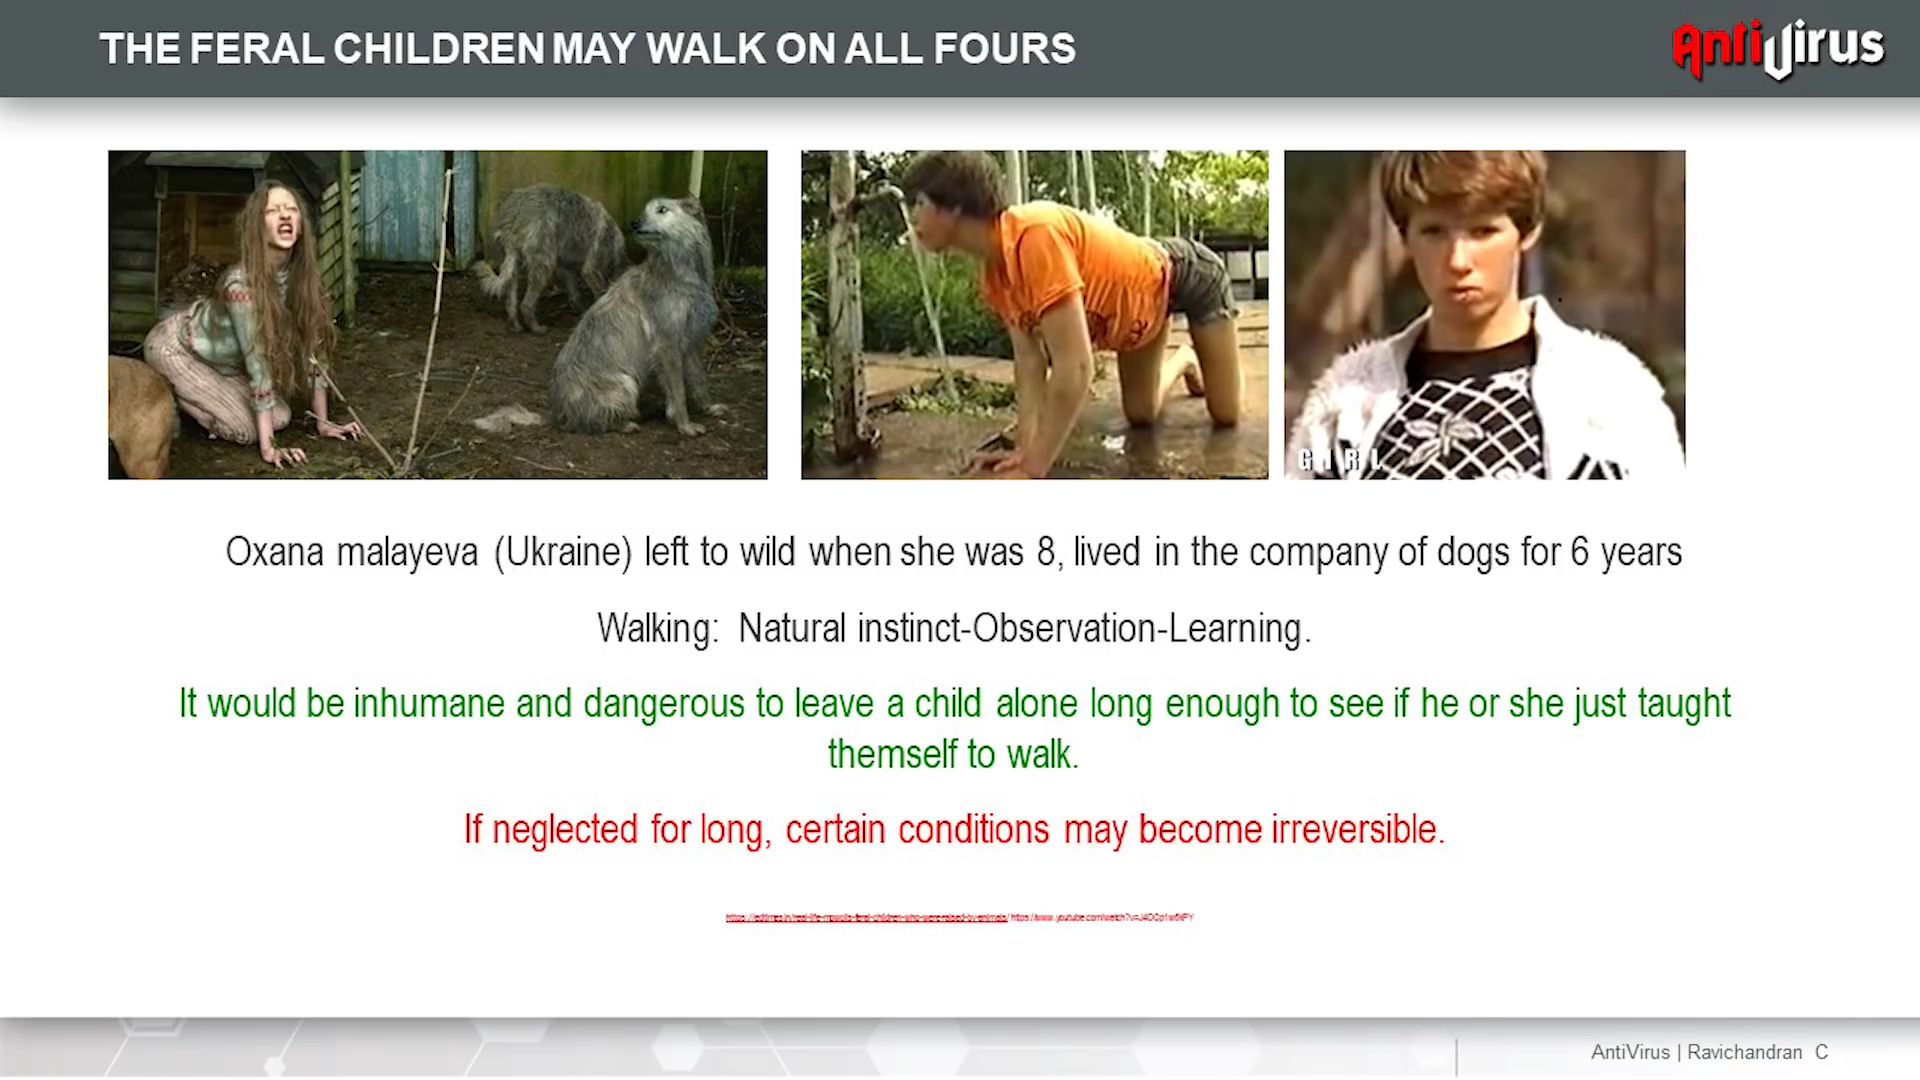 THE FERAL CHILDREN MAY WALK ON ALL FOURS
AntiVirus
GIRL
Oxana malayeva (Ukraine) left to wild when she was 8, lived in the company of dogs for 6 years
Walking: Natural instinct-Observation-Learning.
It would be inhumane and dangerous to leave a child alone long enough to see if he or she just taught
themself to walk.
If neglected for long, certain conditions may become irreversible.
AntiVirus | Ravichandran C